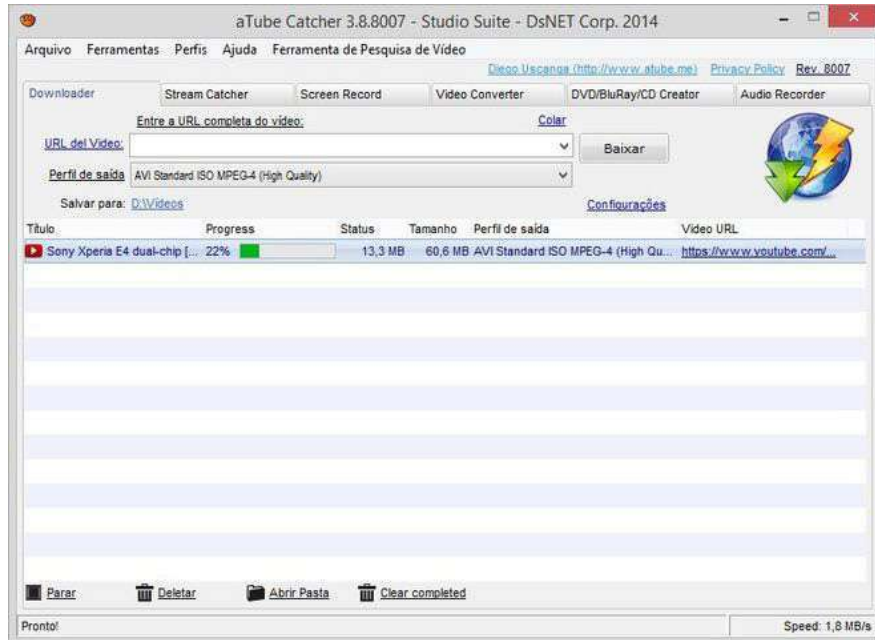 aTube Catcher 3.8.8007 - Studio Suite - DsNET Corp. 2014
Arquivo Ferramentas Perfis Ajuda Ferramenta de Pesquisa de Vídeo
Diego Uscanga (http://www.atube.me) Privacy Policy Rev. 8007
Downloader Stream Catcher Screen Record Video Converter DVD/BluRay/CD Creator Audio Recorder
Entre a URL completa do vídeo: Colar
URL del Video: Baixar
Perfil de saída AVI Standard ISO MPEG-4 (High Quality)
Salvar para: D:\Vídeos Configurações
Título Progress Status Tamanho Perfil de saída Video URL
Sony Xperia E4 dual-chip [... 22% 13,3 MB 60,6 MB AVI Standard ISO MPEG-4 (High Qu... https://www.youtube.com/...
Parar Deletar Abrir Pasta Clear completed
Pronto! Speed: 1,8 MB/s